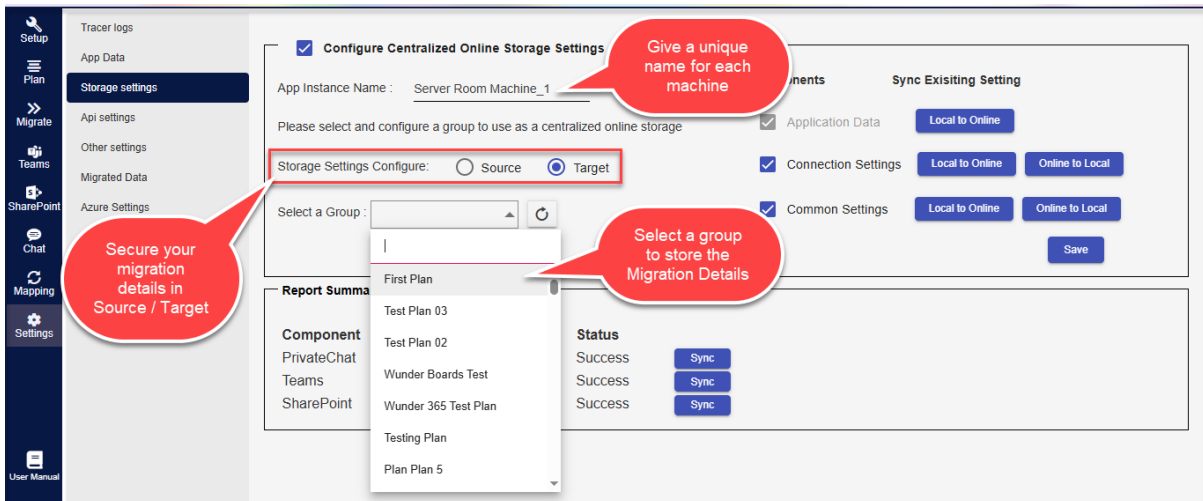 Setup
Plan
Migrate
Teams
SharePoint
Chat
Mapping
Settings
User Manual
Tracer logs
App Data
Storage settings
Api settings
Other settings
Migrated Data
Azure Settings
Configure Centralized Online Storage Settings
App Instance Name : Server Room Machine_1
Please select and configure a group to use as a centralized online storage
Storage Settings Configure: Source Target
Select a Group :
First Plan
Test Plan 03
Test Plan 02
Wunder Boards Test
Wunder 365 Test Plan
Testing Plan
Plan Plan 5
Give a unique
name for each
machine
Secure your
migration
details in
Source / Target
Select a group
to store the
Migration Details
Sync Exisiting Setting
Application Data Local to Online
Connection Settings Local to Online Online to Local
Common Settings Local to Online Online to Local
Save
Report Summa
Component Status
PrivateChat Success Sync
Teams Success Sync
SharePoint Success Sync